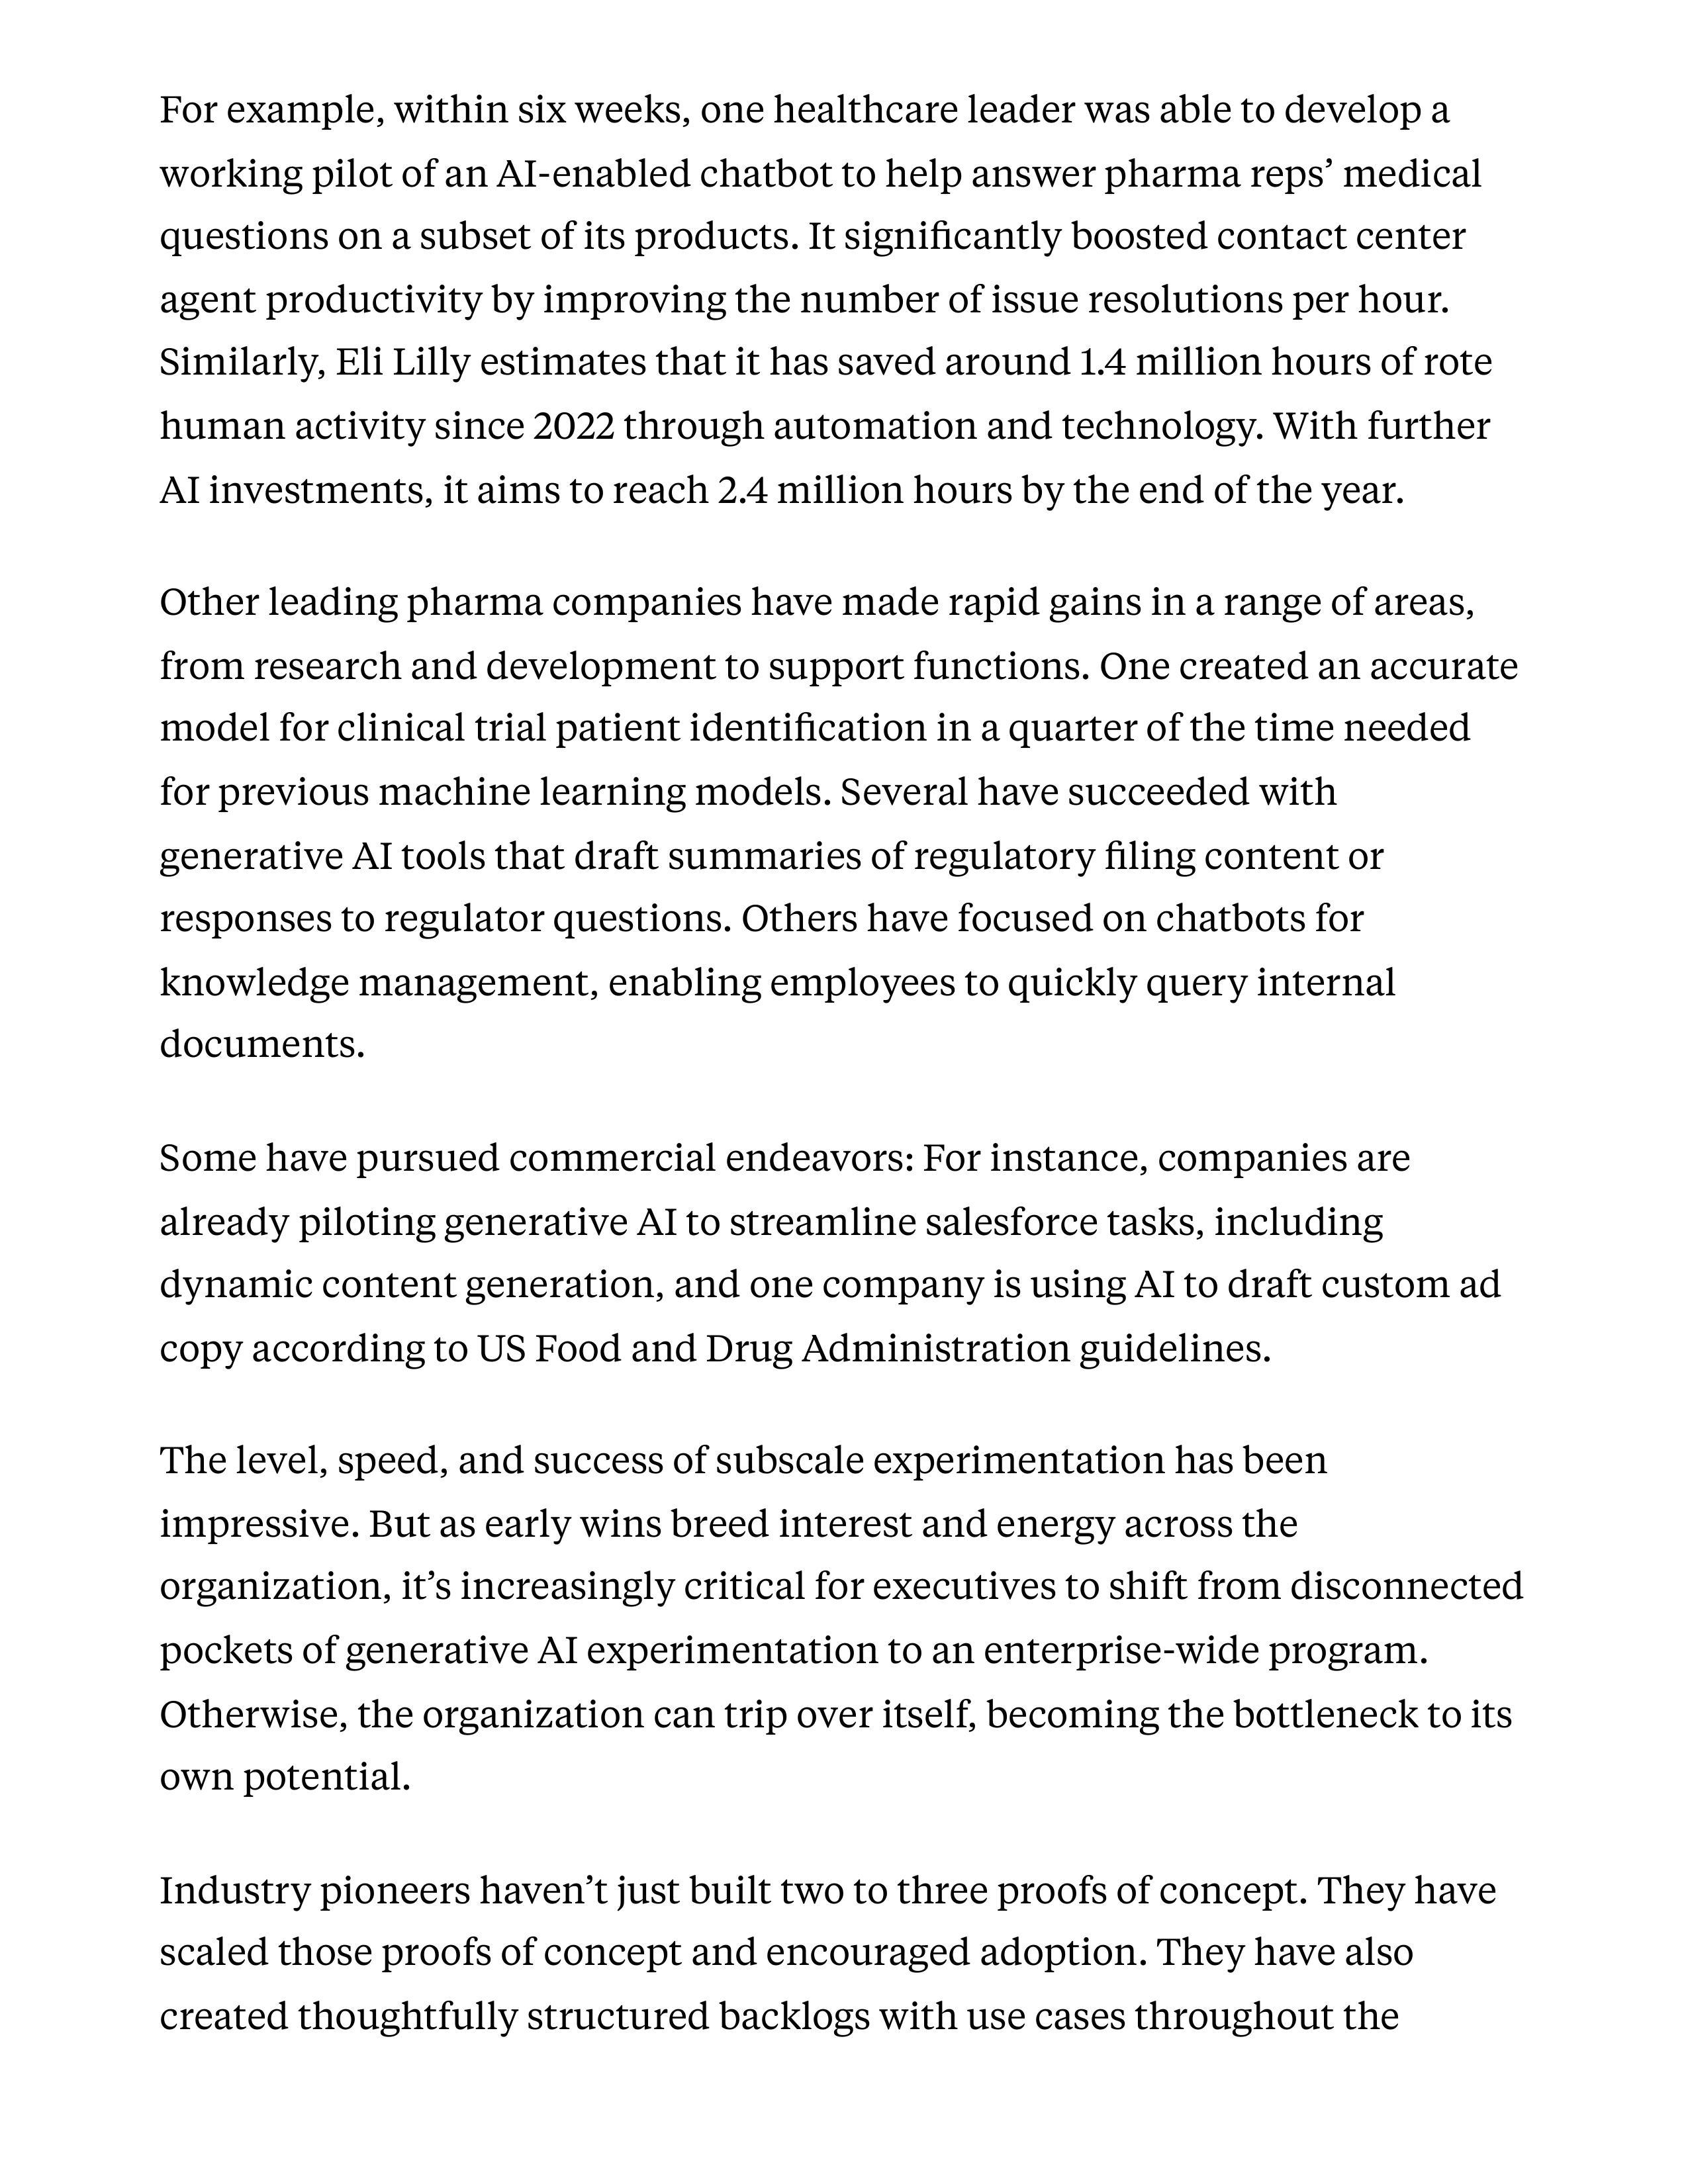 For example, within six weeks, one healthcare leader was able to develop a
working pilot of an AI-enabled chatbot to help answer pharma reps’ medical
questions on a subset of its products. It significantly boosted contact center
agent productivity by improving the number of issue resolutions per hour.
Similarly, Eli Lilly estimates that it has saved around 1.4 million hours of rote
human activity since 2022 through automation and technology. With further
AI investments, it aims to reach 2.4 million hours by the end of the year.
Other leading pharma companies have made rapid gains in a range of areas,
from research and development to support functions. One created an accurate
model for clinical trial patient identification in a quarter of the time needed
for previous machine learning models. Several have succeeded with
generative AI tools that draft summaries of regulatory filing content or
responses to regulator questions. Others have focused on chatbots for
knowledge management, enabling employees to quickly query internal
documents.
Some have pursued commercial endeavors: For instance, companies are
already piloting generative AI to streamline salesforce tasks, including
dynamic content generation, and one company is using AI to draft custom ad
copy according to US Food and Drug Administration guidelines.
The level, speed, and success of subscale experimentation has been
impressive. But as early wins breed interest and energy across the
organization, it’s increasingly critical for executives to shift from disconnected
pockets of generative AI experimentation to an enterprise-wide program.
Otherwise, the organization can trip over itself, becoming the bottleneck to its
own potential.
Industry pioneers haven’t just built two to three proofs of concept. They have
scaled those proofs of concept and encouraged adoption. They have also
created thoughtfully structured backlogs with use cases throughout the